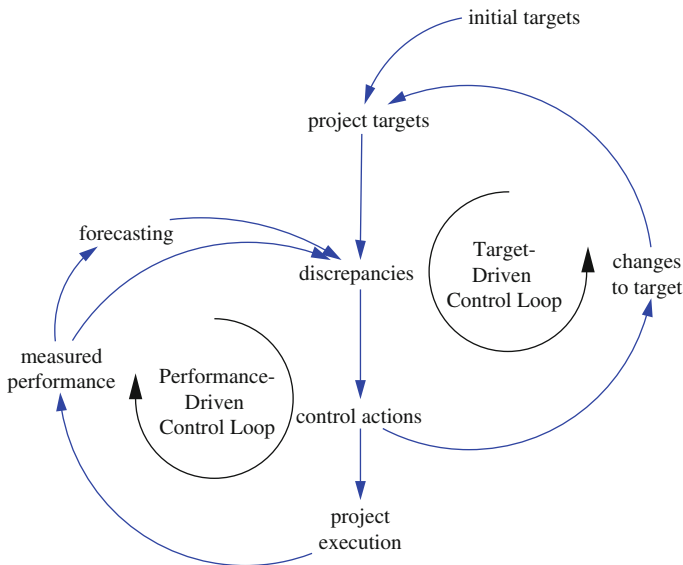 initial targets
project targets
forecasting
discrepancies
Target-
Driven
Control Loop
changes
to target
measured
performance
Performance-
Driven
Control Loop
control actions
project
execution